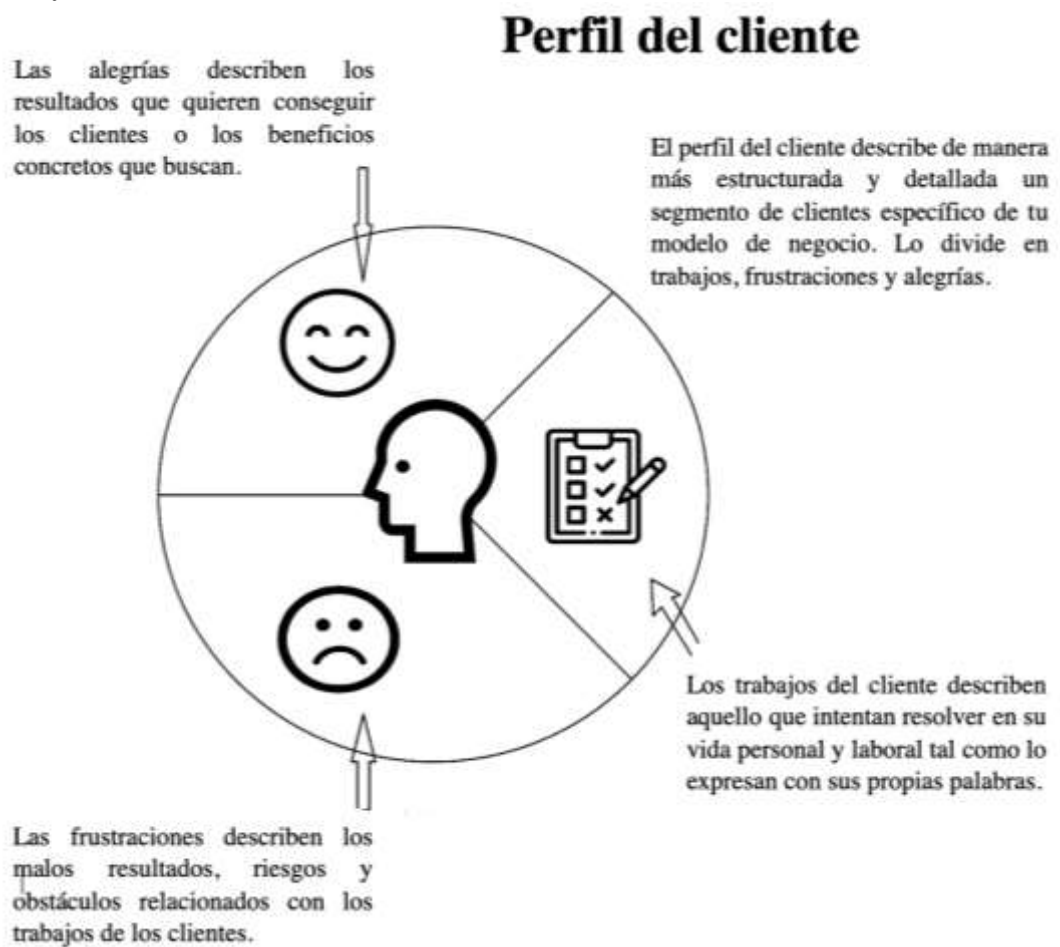 Perfil del cliente
Las alegrías describen los
resultados que quieren conseguir
los clientes o los beneficios
concretos que buscan.
El perfil del cliente describe de manera
más estructurada y detallada un
segmento de clientes específico de tu
modelo de negocio. Lo divide en
trabajos, frustraciones y alegrías.
Los trabajos del cliente describen
aquello que intentan resolver en su
vida personal y laboral tal como lo
expresan con sus propias palabras.
Las frustraciones describen los
malos resultados, riesgos y
obstáculos relacionados con los
trabajos de los clientes.